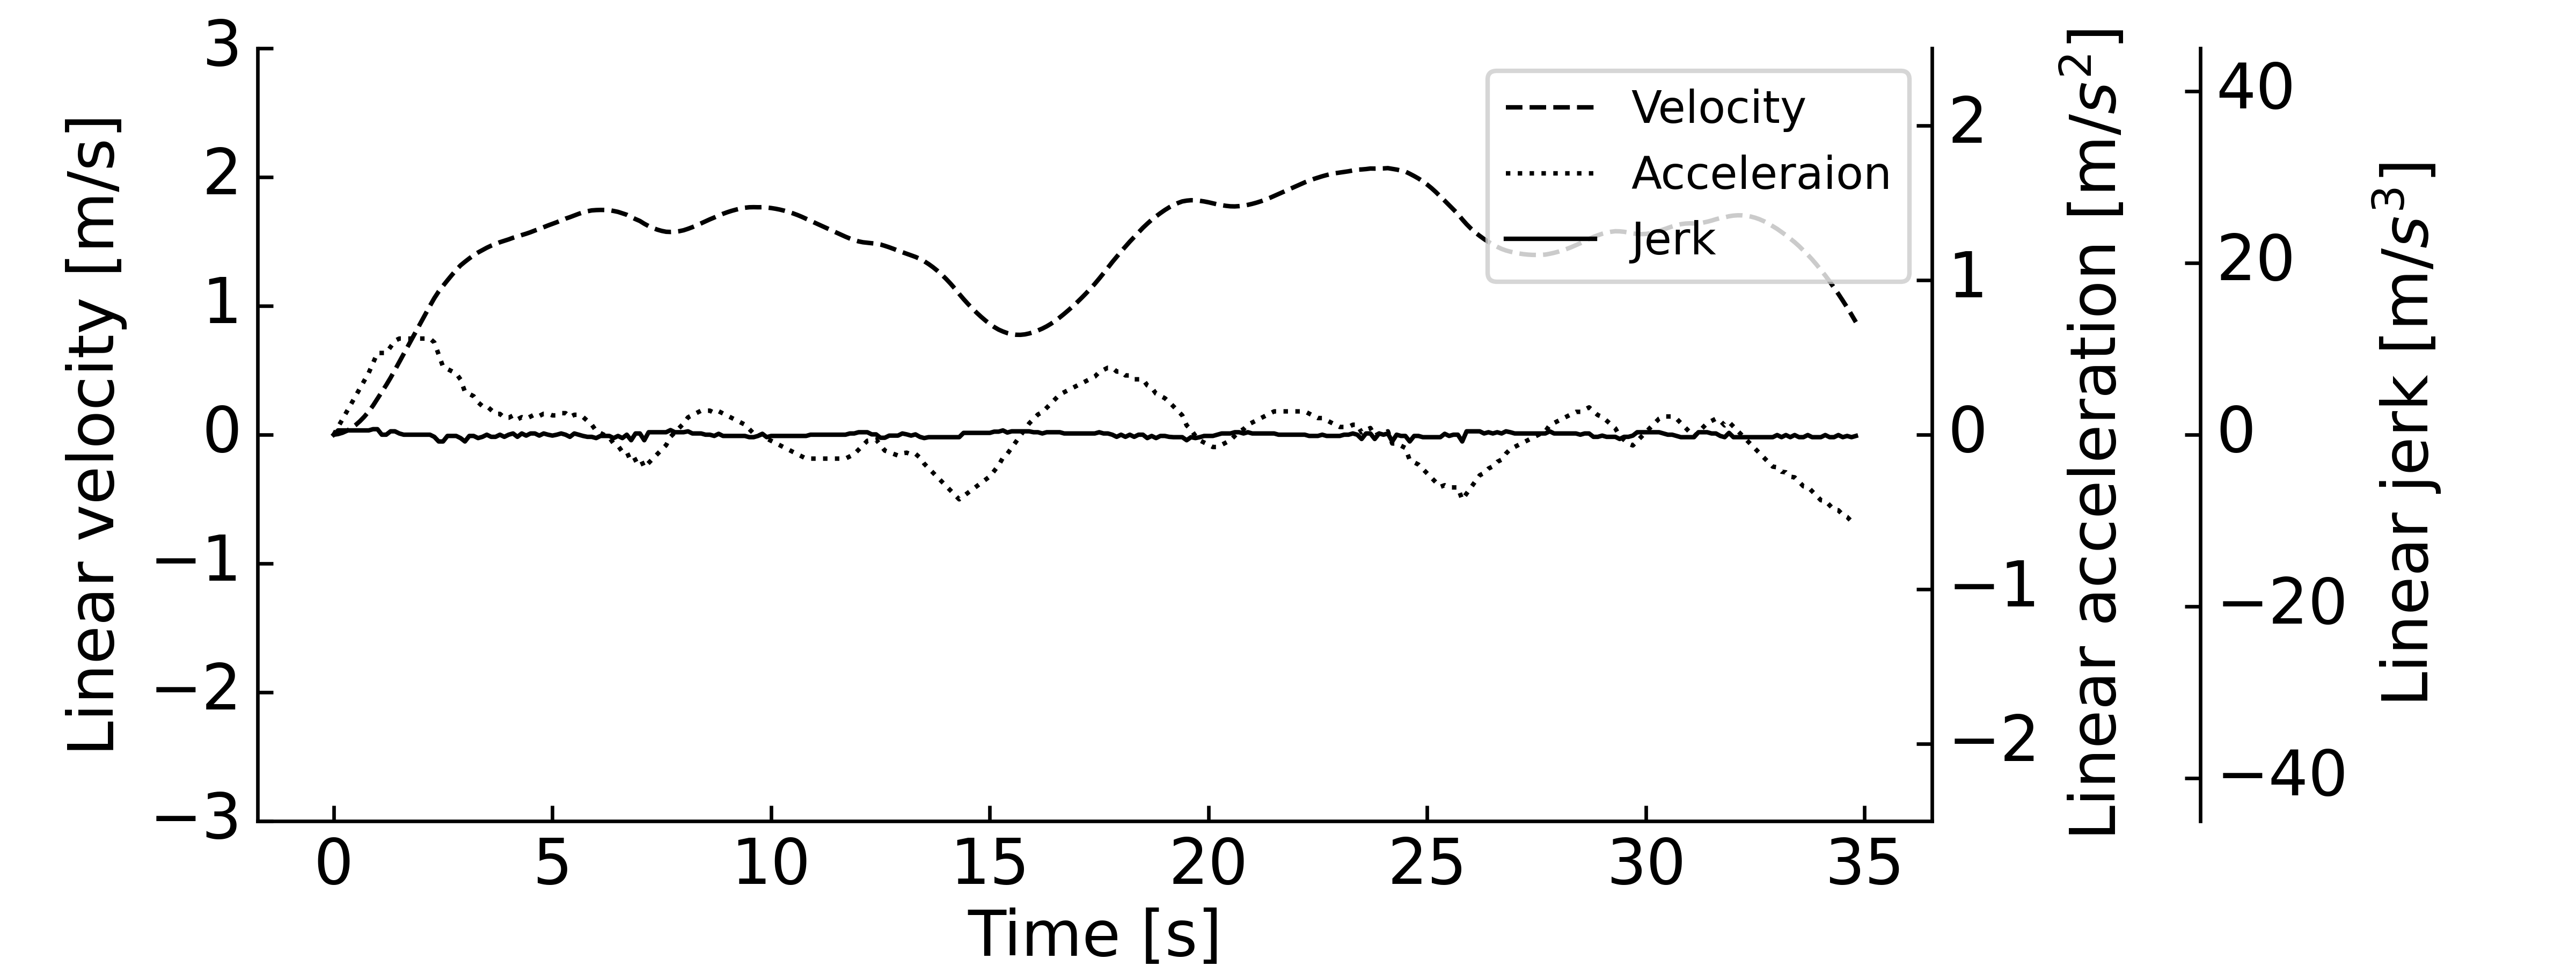 3
2
1
0
−1
−2
−3
Linear velocity [m/s]
0 5 10 15 20 25 30 35
Time [s]
Velocity
Acceleraion
Jerk
2
1
0
−1
−2
Linear acceleration [m/s²]
40
20
0
−20
−40
Linear jerk [m/s³]